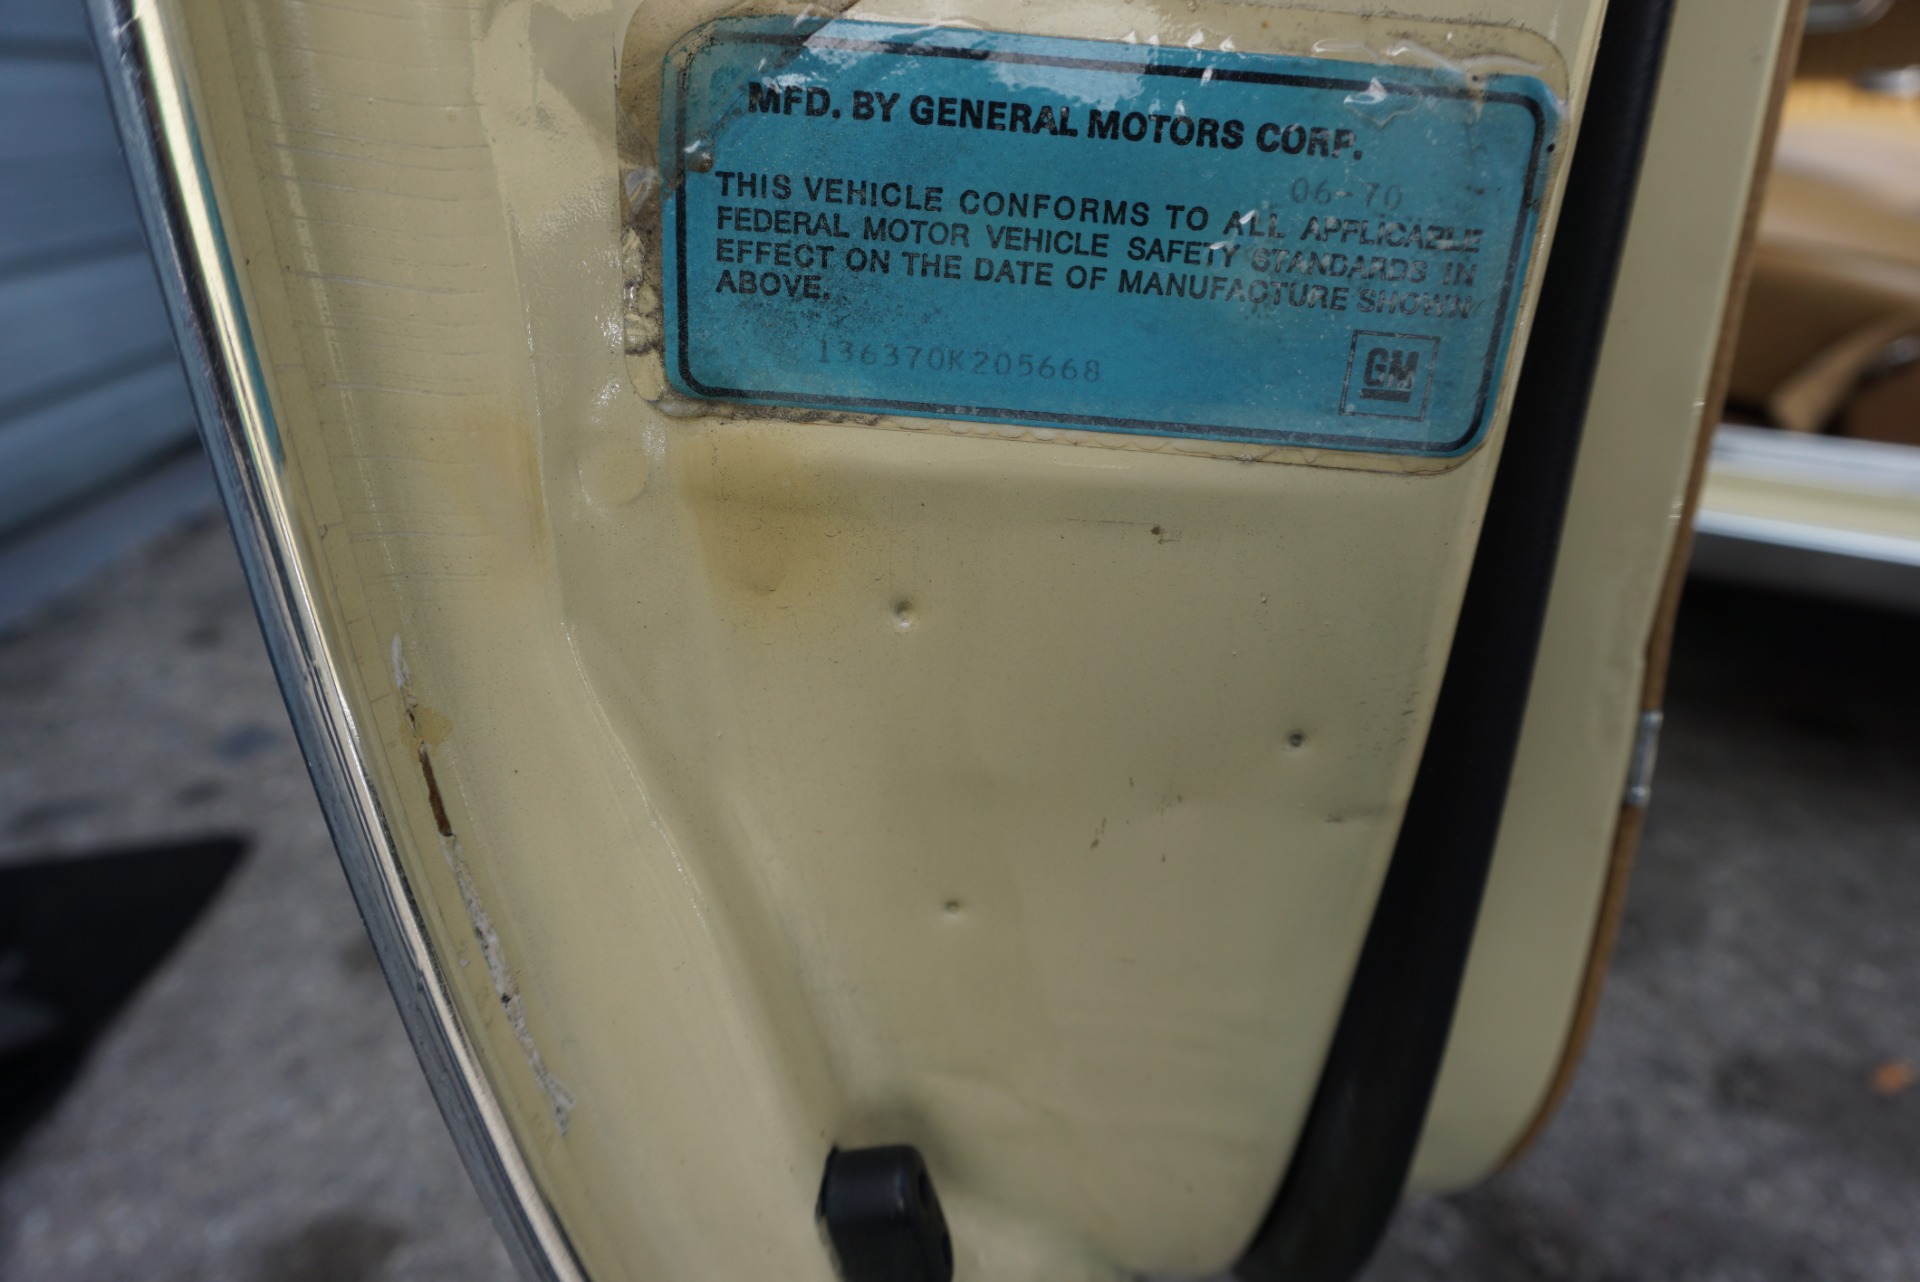 MFD. BY GENERAL MOTORS CORP.
06-70
THIS VEHICLE CONFORMS TO ALL APPLICABLE
FEDERAL MOTOR VEHICLE SAFETY STANDARDS IN
EFFECT ON THE DATE OF MANUFACTURE SHOWN
ABOVE.
136370K205668
GM